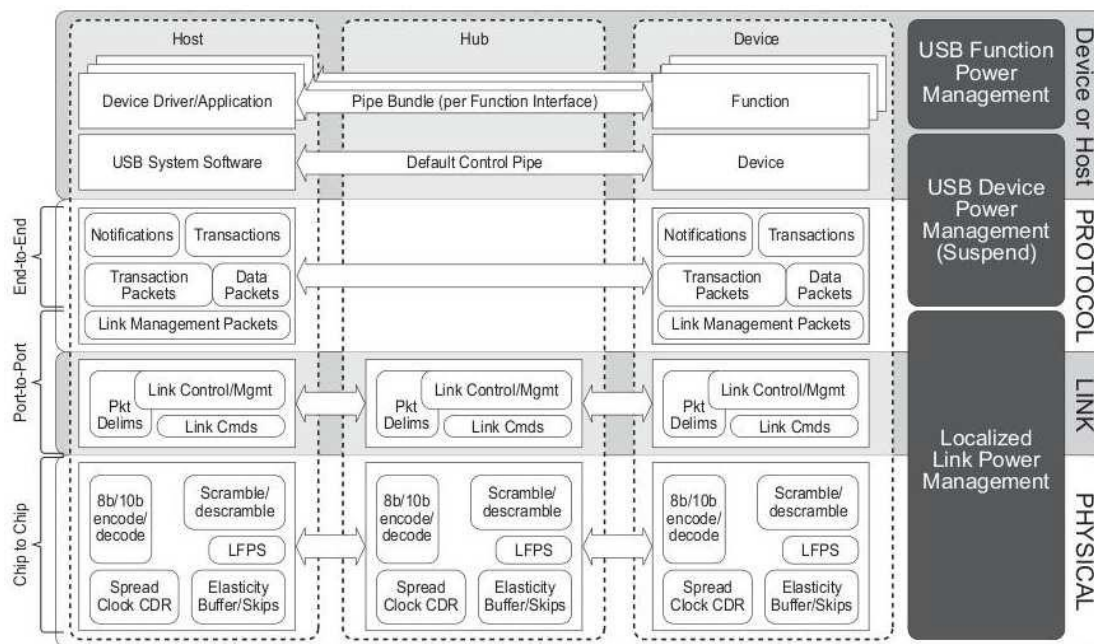 Host
Hub
Device
Device Driver/Application
Pipe Bundle (per Function Interface)
Function
USB System Software
Default Control Pipe
Device
USB Function
Power
Management
Device or Host
End-to-End
Notifications
Transactions
Transaction
Packets
Data
Packets
Link Management Packets
Notifications
Transactions
Transaction
Packets
Data
Packets
Link Management Packets
USB Device
Power
Management
(Suspend)
PROTOCOL
Port-to-Port
Pkt
Delims
Link Control/Mgmt
Link Cmds
Pkt
Delims
Link Control/Mgmt
Link Cmds
Pkt
Delims
Link Control/Mgmt
Link Cmds
LINK
Localized
Link Power
Management
Chip to Chip
8b/10b
encode/
decode
Scramble/
descramble
LFPS
Spread
Clock CDR
Elasticity
Buffer/Skips
8b/10b
encode/
decode
Scramble/
descramble
LFPS
Spread
Clock CDR
Elasticity
Buffer/Skips
8b/10b
encode/
decode
Scramble/
descramble
LFPS
Spread
Clock CDR
Elasticity
Buffer/Skips
PHYSICAL